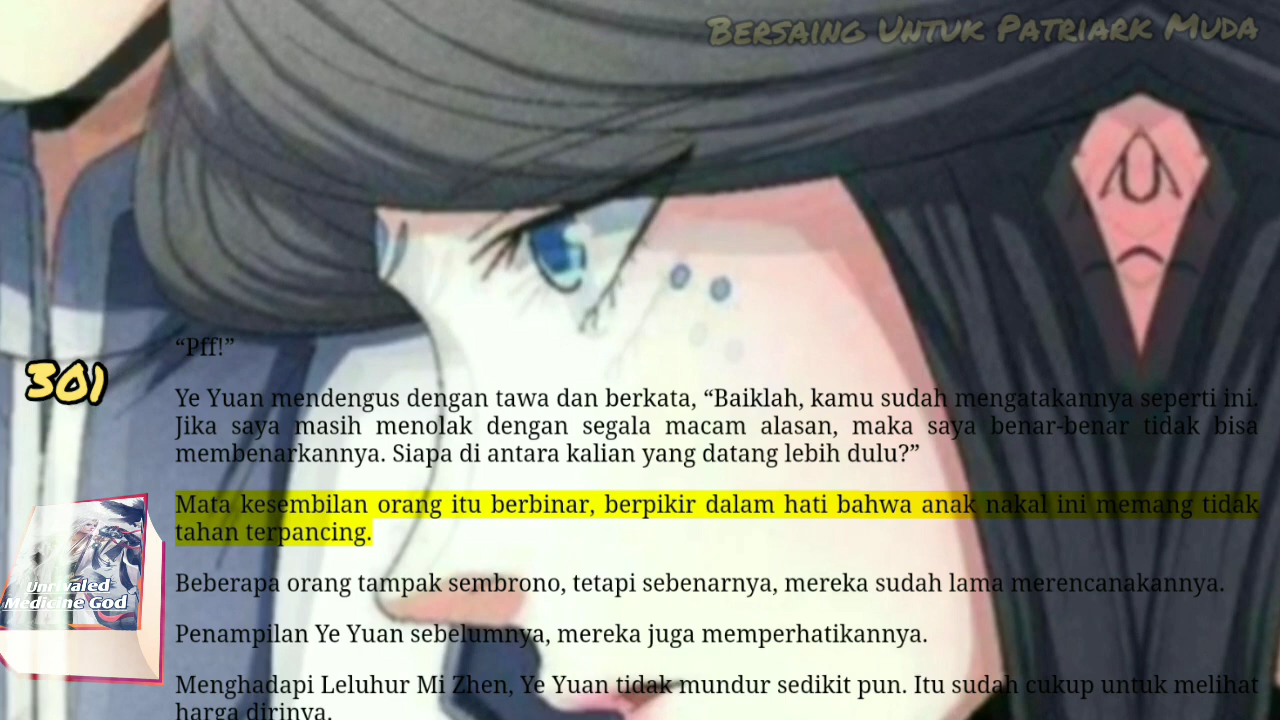 Bersaing Untuk Patriark Muda
“Pff!”
301
Ye Yuan mendengus dengan tawa dan berkata, “Baiklah, kamu sudah mengatakannya seperti ini.
Jika saya masih menolak dengan segala macam alasan, maka saya benar-benar tidak bisa
membenarkannya. Siapa di antara kalian yang datang lebih dulu?”
Mata kesembilan orang itu berbinar, berpikir dalam hati bahwa anak nakal ini memang tidak
tahan terpancing.
Unrivaled
Medicine God
Beberapa orang tampak sembrono, tetapi sebenarnya, mereka sudah lama merencanakannya.
Penampilan Ye Yuan sebelumnya, mereka juga memperhatikannya.
Menghadapi Leluhur Mi Zhen, Ye Yuan tidak mundur sedikit pun. Itu sudah cukup untuk melihat
harga dirinya.